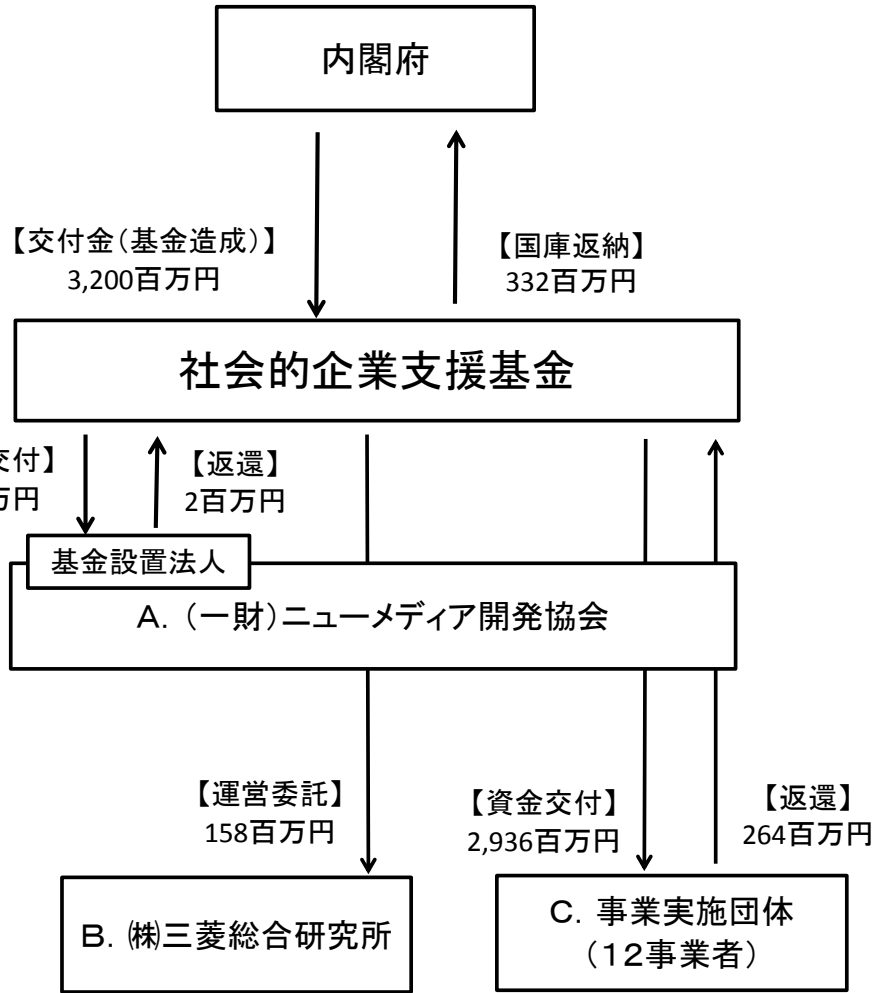 内閣府
【交付金(基金造成)】
3,200百万円
【国庫返納】
332百万円
社会的企業支援基金
交付】
万円
【返還】
2百万円
基金設置法人
A. (一財)ニューメディア開発協会
【運営委託】
158百万円
【資金交付】
2,936百万円
【返還】
264百万円
B. ㈱三菱総合研究所
C. 事業実施団体
(12事業者)